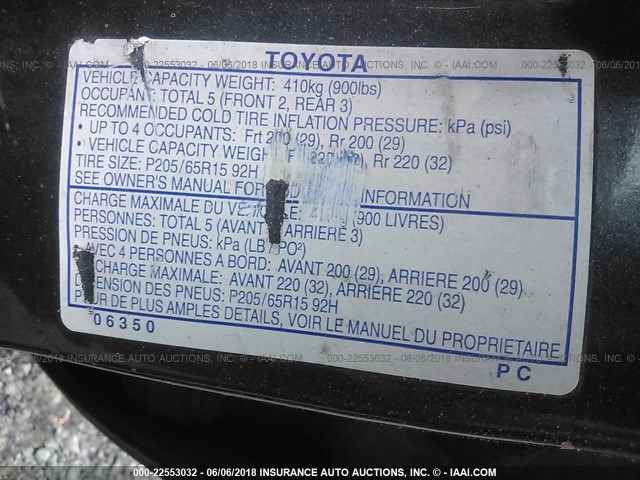 TOYOTA
VEHICLE CAPACITY WEIGHT: 410kg (900lbs)
OCCUPANT: TOTAL 5 (FRONT 2, REAR 3)
RECOMMENDED COLD TIRE INFLATION PRESSURE: kPa (psi)
• UP TO 4 OCCUPANTS: Frt 200 (29), Rr 200 (29)
• VEHICLE CAPACITY WEIGHT: Rr 220 (32)
TIRE SIZE: P205/65R15 92H
SEE OWNER'S MANUAL FOR INFORMATION
CHARGE MAXIMALE DU (900 LIVRES)
PERSONNES: TOTAL 5 (AVANT ARRIERE 3)
PRESSION DE PNEUS: kPa (LB / PO²)
AVEC 4 PERSONNES A BORD: AVANT 200 (29), ARRIERE 200 (29)
CHARGE MAXIMALE: AVANT 220 (32), ARRIERE 220 (32)
DIMENSION DES PNEUS: P205/65R15 92H
POUR DE PLUS AMPLES DETAILS, VOIR LE MANUEL DU PROPRIETAIRE
06350
P C
000-22553032 - 06/06/2018 INSURANCE AUTO AUCTIONS, INC. - IAAI.COM